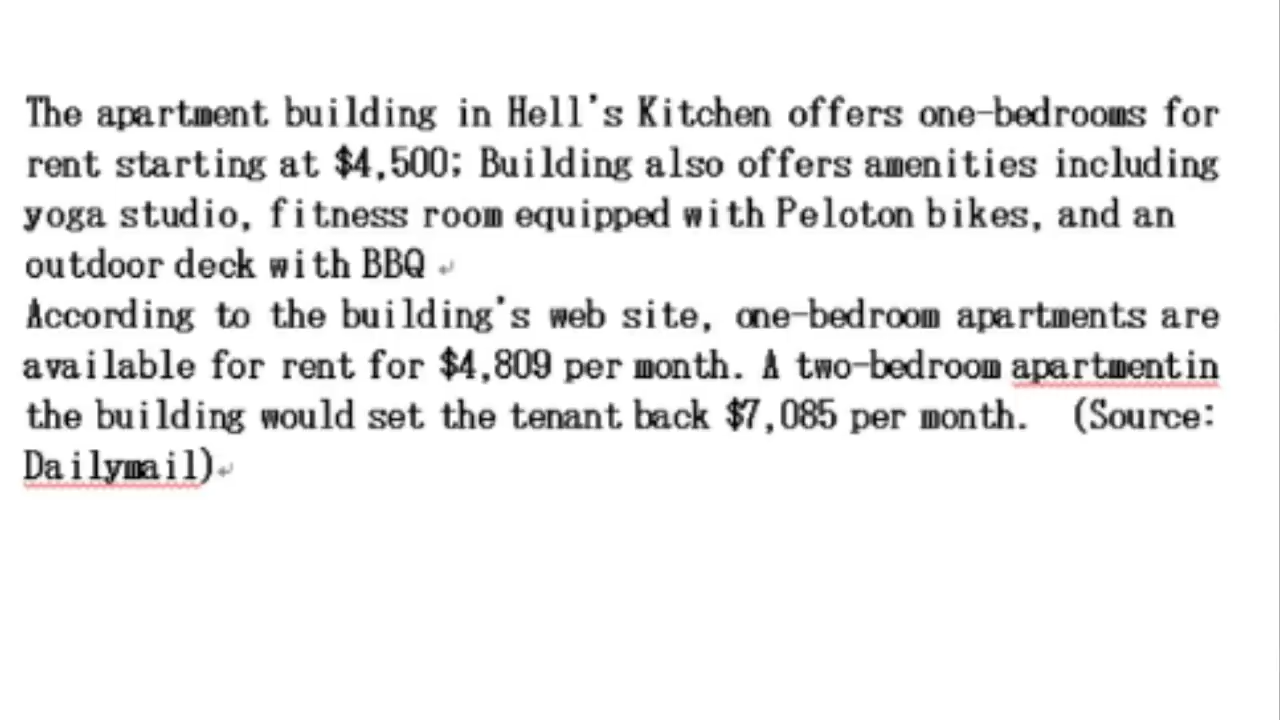 The apartment building in Hell's Kitchen offers one-bedrooms for
rent starting at $4,500; Building also offers amenities including
yoga studio, fitness room equipped with Peloton bikes, and an
outdoor deck with BBQ ↵
According to the building's web site, one-bedroom apartments are
available for rent for $4,809 per month. A two-bedroom apartmentin
the building would set the tenant back $7,085 per month.  (Source:
Dailymail)↵